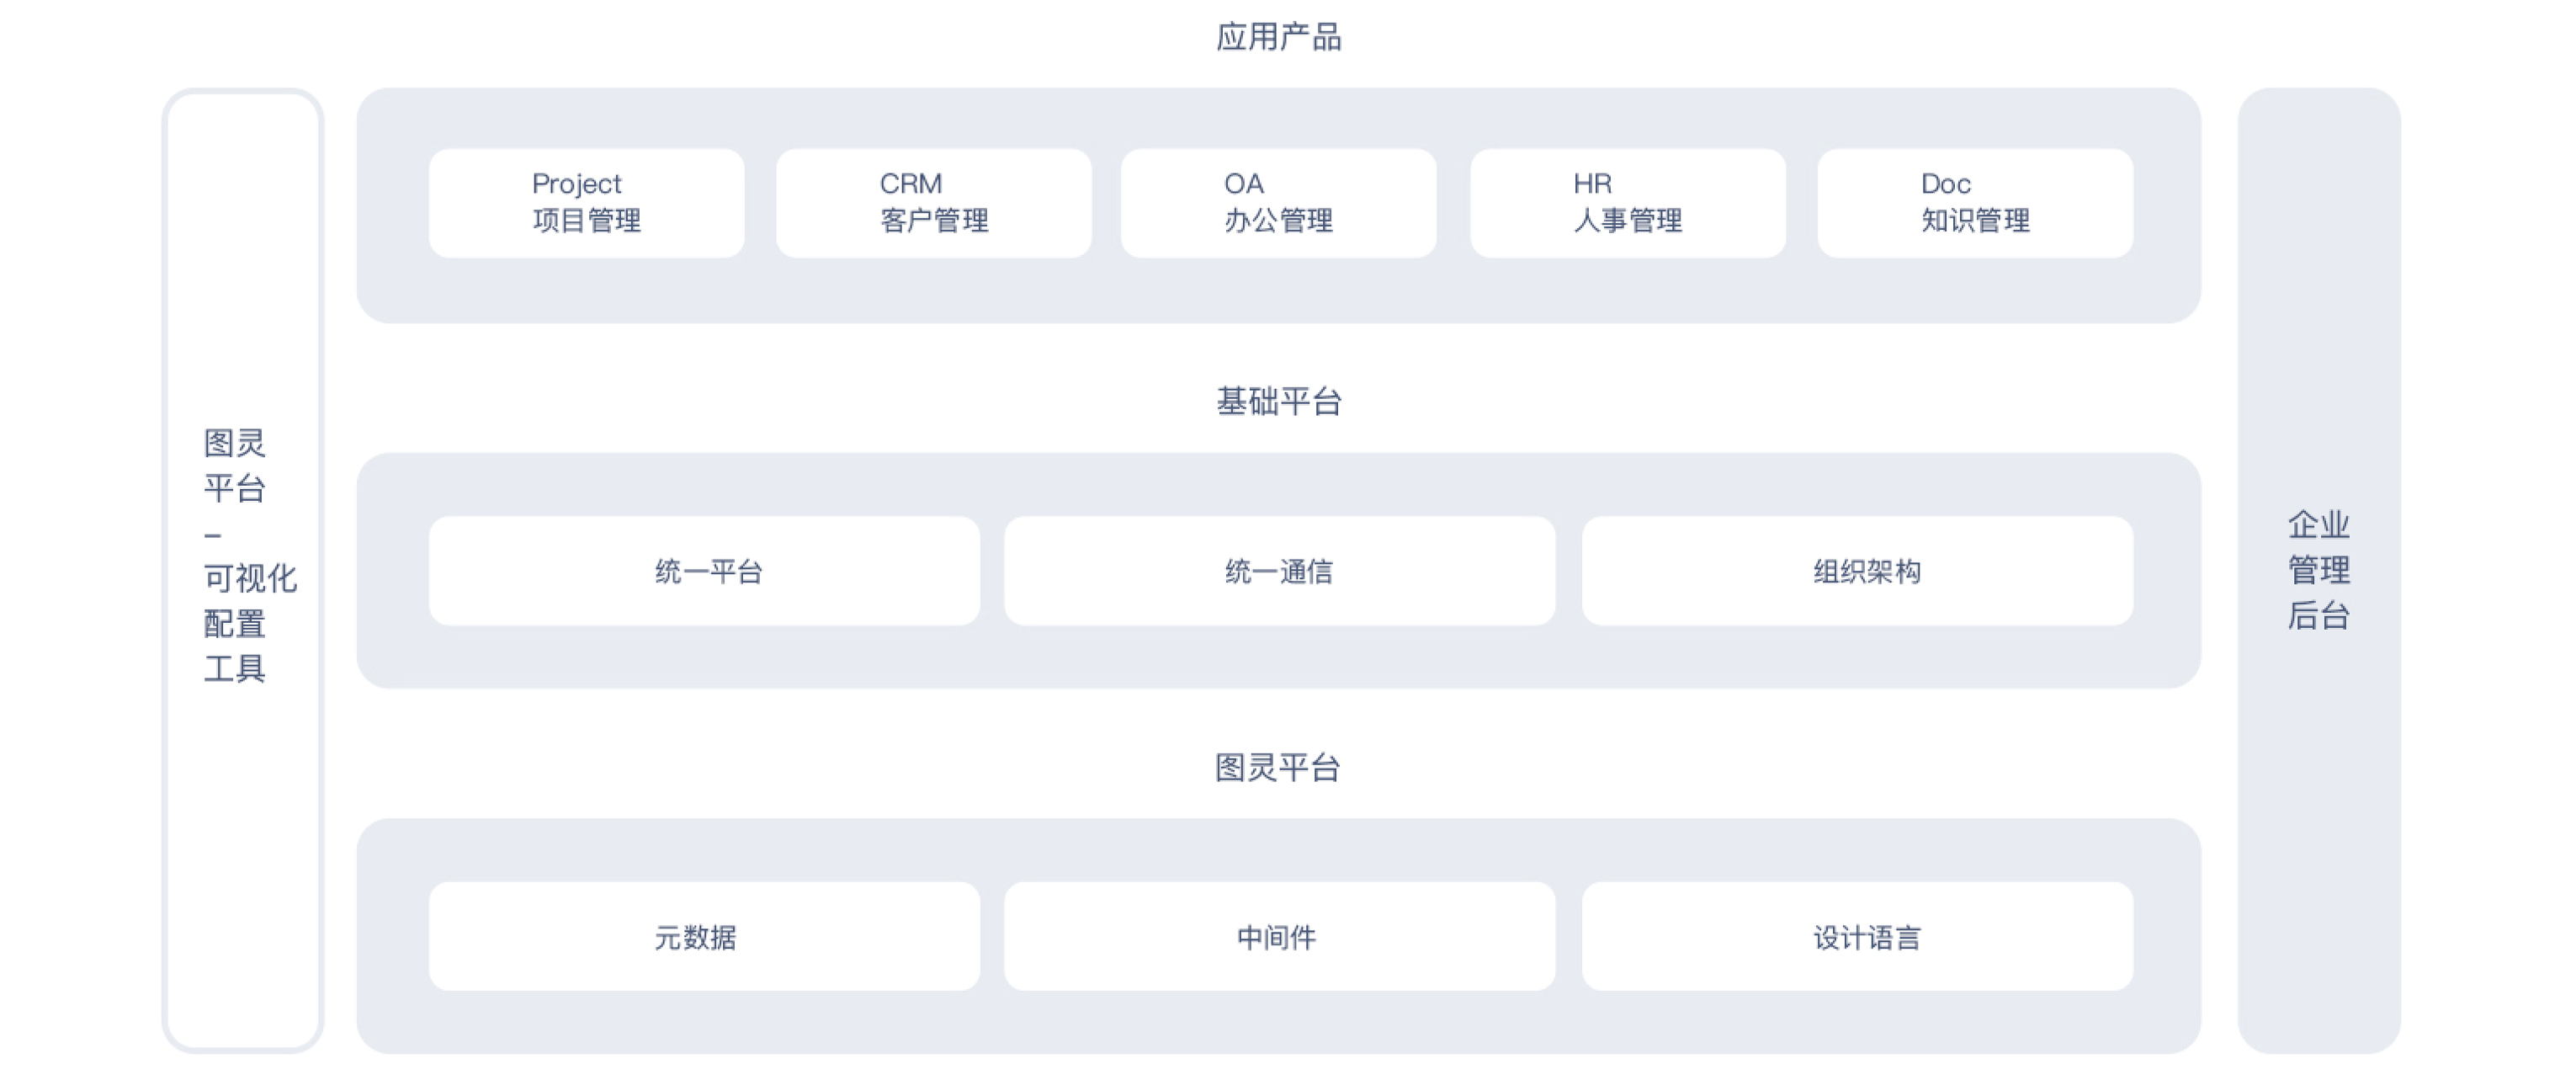 应用产品
Project
项目管理
CRM
客户管理
OA
办公管理
HR
人事管理
Doc
知识管理
基础平台
统一平台
统一通信
组织架构
图灵平台
元数据
中间件
设计语言
图灵
平台
–
可视化
配置
工具
企业
管理
后台